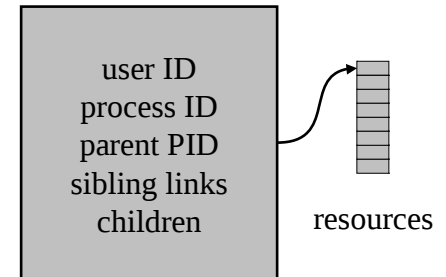 user ID
process ID
parent PID
sibling links
children
resources